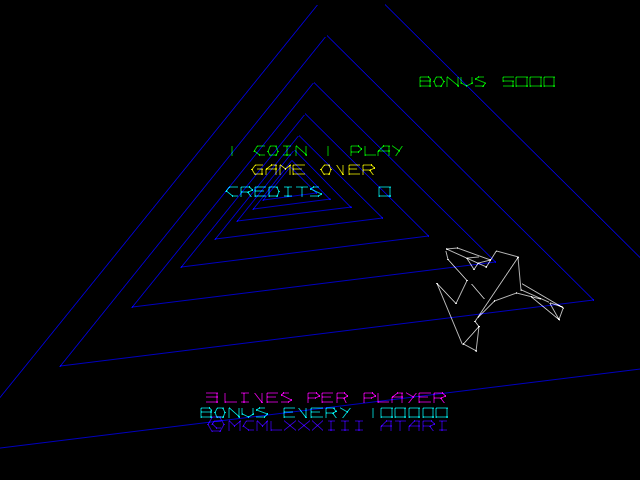 BONUS 5000
1 COIN 1 PLAY
GAME OVER
CREDITS 0
3 LIVES PER PLAYER
BONUS EVERY 100000
©MCMLXXXIII ATARI